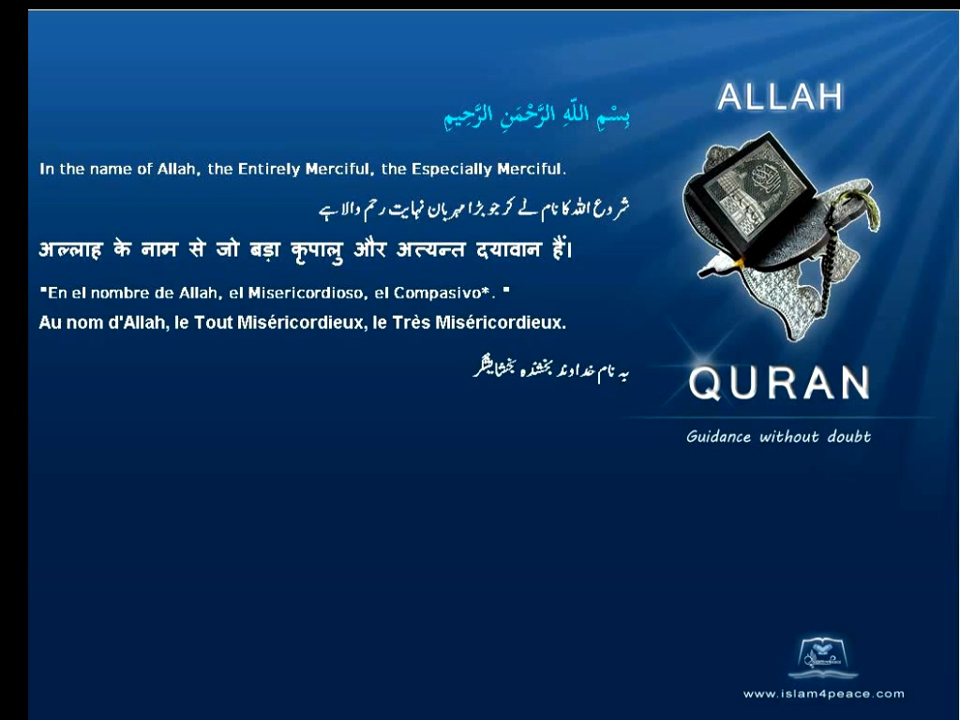 بِسْمِ اللّهِ الرَّحْمَنِ الرَّحِيمِ
In the name of Allah, the Entirely Merciful, the Especially Merciful.
شروع اللہ کا نام لے کر جو بڑا مہربان نہایت رحم والا ہے
अल्लाह के नाम से जो बड़ा कृपालु और अत्यन्त दयावान हैं।
"En el nombre de Allah, el Misericordioso, el Compasivo*. "
Au nom d'Allah, le Tout Miséricordieux, le Très Miséricordieux.
به نام خداوند بخشنده بخشایشگر
ALLAH
QURAN
Guidance without doubt
www.islam4peace.com